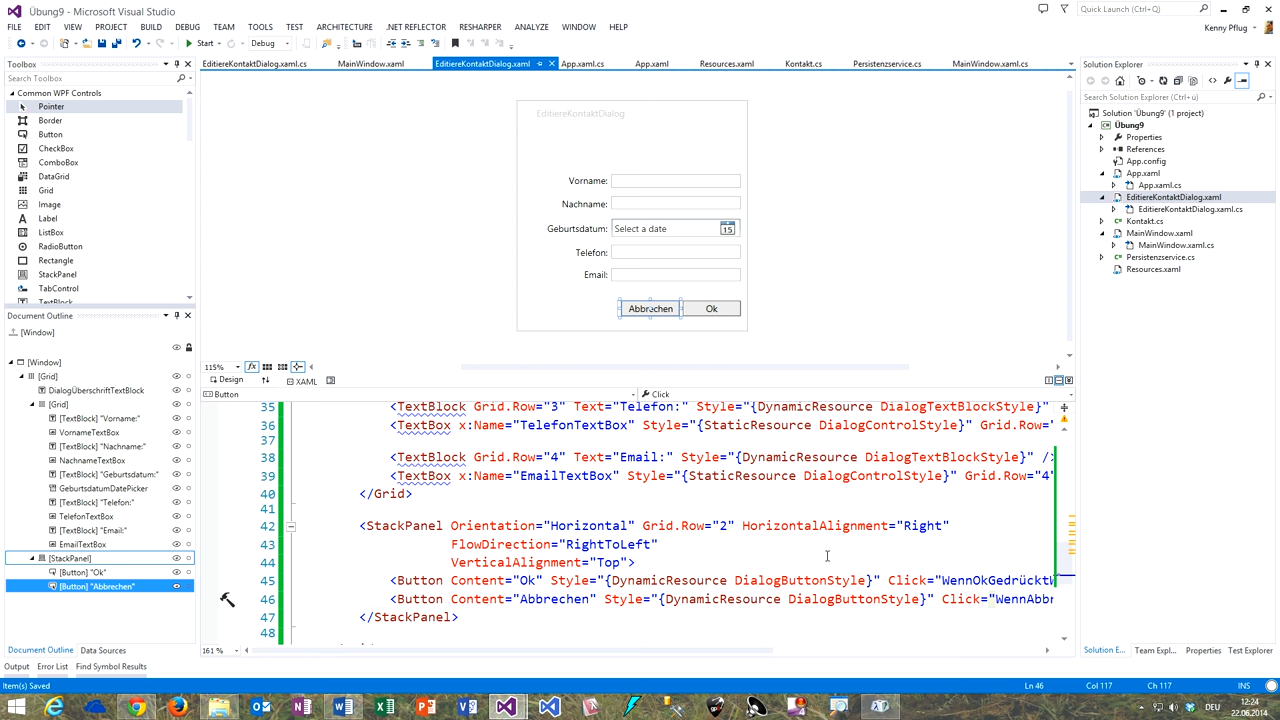 Übung9 - Microsoft Visual Studio
Quick Launch (Ctrl+Q)
FILE EDIT VIEW PROJECT BUILD DEBUG TEAM TOOLS TEST ARCHITECTURE .NET REFLECTOR RESHARPER ANALYZE WINDOW HELP
Kenny Pflug
Start Debug
Toolbox
EditiereKontaktDialog.xaml.cs MainWindow.xaml EditiereKontaktDialog.xaml App.xaml.cs App.xaml Resources.xaml Kontakt.cs Persistenzservice.cs MainWindow.xaml.cs
Solution Explorer
Search Toolbox
Common WPF Controls
Pointer
Border
Button
CheckBox
ComboBox
DataGrid
Grid
Image
Label
ListBox
RadioButton
Rectangle
StackPanel
TabControl
TextBlock
EditiereKontaktDialog
Vorname:
Nachname:
Geburtsdatum: Select a date 15
Telefon:
Email:
Abbrechen Ok
Search Solution Explorer (Ctrl+ü)
Solution 'Übung9' (1 project)
Übung9
Properties
References
App.config
App.xaml
App.xaml.cs
EditiereKontaktDialog.xaml
EditiereKontaktDialog.xaml.cs
Kontakt.cs
MainWindow.xaml
MainWindow.xaml.cs
Persistenzservice.cs
Resources.xaml
Document Outline
[Window]
[Window]
[Grid]
DialogÜberschriftTextBlock
[Grid]
[TextBlock] "Vorname:"
VornameTextBox
[TextBlock] "Nachname:"
NachnameTextBox
[TextBlock] "Geburtsdatum:"
GeburtsdatumDatePicker
[TextBlock] "Telefon:"
TelefonTextBox
[TextBlock] "Email:"
EmailTextBox
[StackPanel]
[Button] "Ok"
[Button] "Abbrechen"
115% fx
Design XAML
Button Click
35 <TextBlock Grid.Row="3" Text="Telefon:" Style="{DynamicResource DialogTextBlockStyle}"
36 <TextBox x:Name="TelefonTextBox" Style="{StaticResource DialogControlStyle}" Grid.Row="
37
38 <TextBlock Grid.Row="4" Text="Email:" Style="{DynamicResource DialogTextBlockStyle}" />
39 <TextBox x:Name="EmailTextBox" Style="{StaticResource DialogControlStyle}" Grid.Row="4"
40 </Grid>
41
42 <StackPanel Orientation="Horizontal" Grid.Row="2" HorizontalAlignment="Right"
43 FlowDirection="RightToLeft"
44 VerticalAlignment="Top">
45 <Button Content="Ok" Style="{DynamicResource DialogButtonStyle}" Click="WennOkGedrücktW
46 <Button Content="Abbrechen" Style="{DynamicResource DialogButtonStyle}" Click="WennAbbr
47 </StackPanel>
48
161 %
Document Outline Data Sources
Solution E... Team Expl... Properties Test Explorer
Output Error List Find Symbol Results
Item(s) Saved
Ln 46 Col 117 Ch 117 INS
12:24
22.06.2014